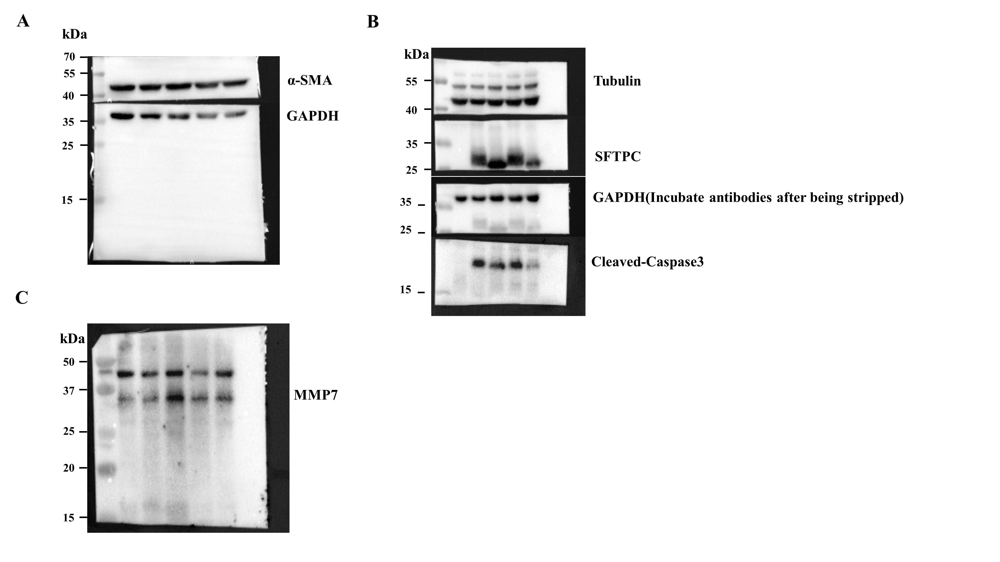 A
kDa
70
55
40
35
25
15
α-SMA
GAPDH
B
kDa
55
40
35
25
35
25
15
Tubulin
SFTPC
GAPDH(Incubate antibodies after being stripped)
Cleaved-Caspase3
C
kDa
50
37
25
20
15
MMP7